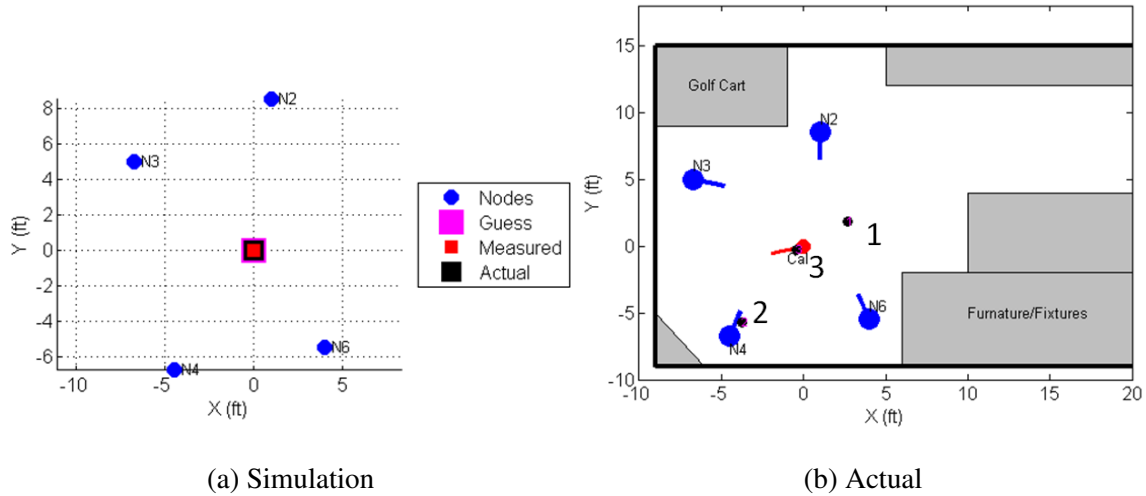 8
6
4
2
0
-2
-4
-6
-10
-5
0
5
X (ft)
Y (ft)
N2
N3
N4
N6
Nodes
Guess
Measured
Actual
(a) Simulation
15
10
5
0
-5
-10
-10
-5
0
5
10
15
20
X (ft)
Y (ft)
Golf Cart
N2
N3
1
Cal
3
2
N4
N6
Furnature/Fixtures
(b) Actual